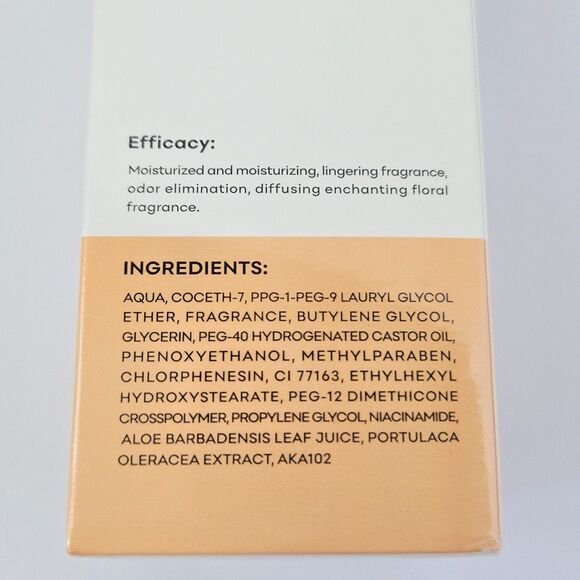 Efficacy:
Moisturized and moisturizing, lingering fragrance,
odor elimination, diffusing enchanting floral
fragrance.
INGREDIENTS:
AQUA, COCETH-7, PPG-1-PEG-9 LAURYL GLYCOL
ETHER, FRAGRANCE, BUTYLENE GLYCOL,
GLYCERIN, PEG-40 HYDROGENATED CASTOR OIL,
PHENOXYETHANOL, METHYLPARABEN,
CHLORPHENESIN, CI 77163, ETHYLHEXYL
HYDROXYSTEARATE, PEG-12 DIMETHICONE
CROSSPOLYMER, PROPYLENE GLYCOL, NIACINAMIDE,
ALOE BARBADENSIS LEAF JUICE, PORTULACA
OLERACEA EXTRACT, AKA102